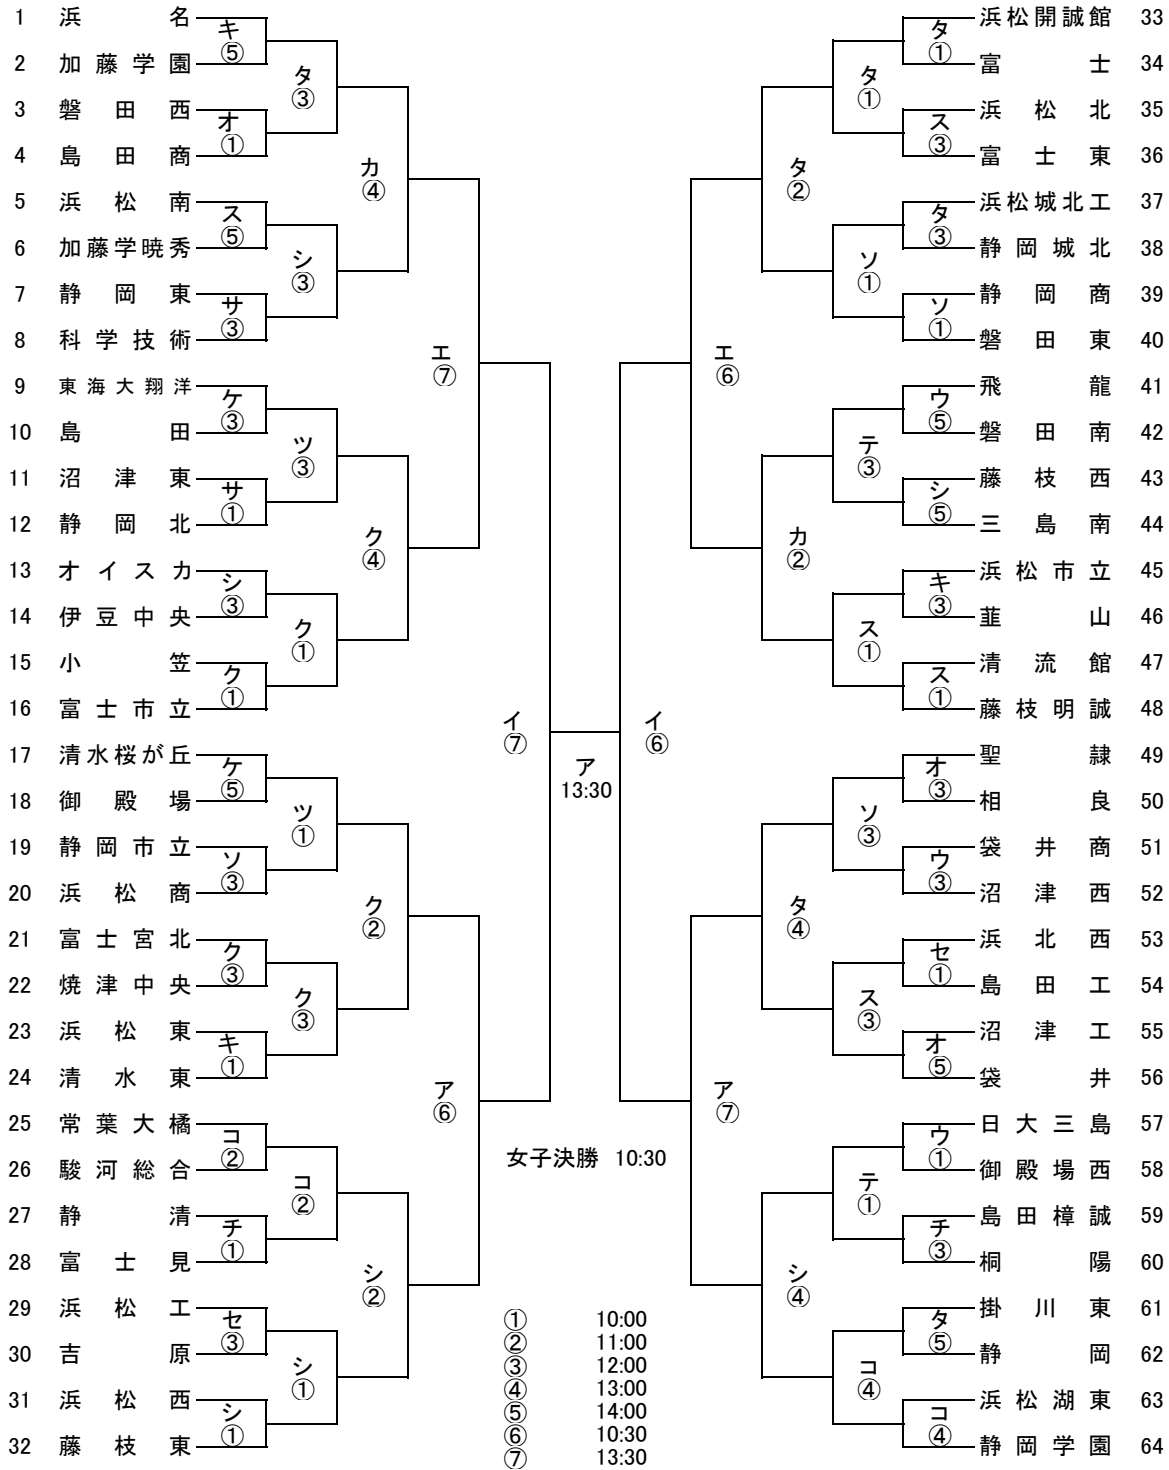 1 浜名
キ⑤
2 加藤学園
タ③
3 磐田西
オ①
4 島田商
カ④
5 浜松南
ス⑤
6 加藤学暁秀
シ③
7 静岡東
サ③
8 科学技術
エ⑦
9 東海大翔洋
ケ③
10 島田
ツ③
11 沼津東
サ①
12 静岡北
ク④
13 オイスカ
シ③
14 伊豆中央
ク①
15 小笠
ク①
16 富士市立
イ⑦
17 清水桜が丘
ケ⑤
18 御殿場
ツ①
19 静岡市立
ソ③
20 浜松商
ク②
21 富士宮北
ク③
22 焼津中央
ク③
23 浜松東
キ①
24 清水東
ア⑥
25 常葉大橘
コ②
26 駿河総合
コ②
27 静清
チ①
28 富士見
シ②
29 浜松工
セ③
30 吉原
シ①
31 浜松西
シ①
32 藤枝東
ア
13:30
女子決勝 10:30
① 10:00
② 11:00
③ 12:00
④ 13:00
⑤ 14:00
⑥ 10:30
⑦ 13:30
浜松開誠館 33
タ①
富士 34
タ①
浜松北 35
ス③
富士東 36
タ②
浜松城北工 37
タ③
静岡城北 38
ソ①
静岡商 39
ソ①
磐田東 40
エ⑥
飛龍 41
ウ⑤
磐田南 42
テ③
藤枝西 43
シ⑤
三島南 44
カ②
浜松市立 45
キ③
韮山 46
ス①
清流館 47
ス①
藤枝明誠 48
イ⑥
聖隷 49
オ③
相良 50
ソ③
袋井商 51
ウ③
沼津西 52
タ④
浜北西 53
セ①
島田工 54
ス③
沼津工 55
オ⑤
袋井 56
ア⑦
日大三島 57
ウ①
御殿場西 58
テ①
島田樟誠 59
チ③
桐陽 60
シ④
掛川東 61
タ⑤
静岡 62
コ④
浜松湖東 63
コ④
静岡学園 64